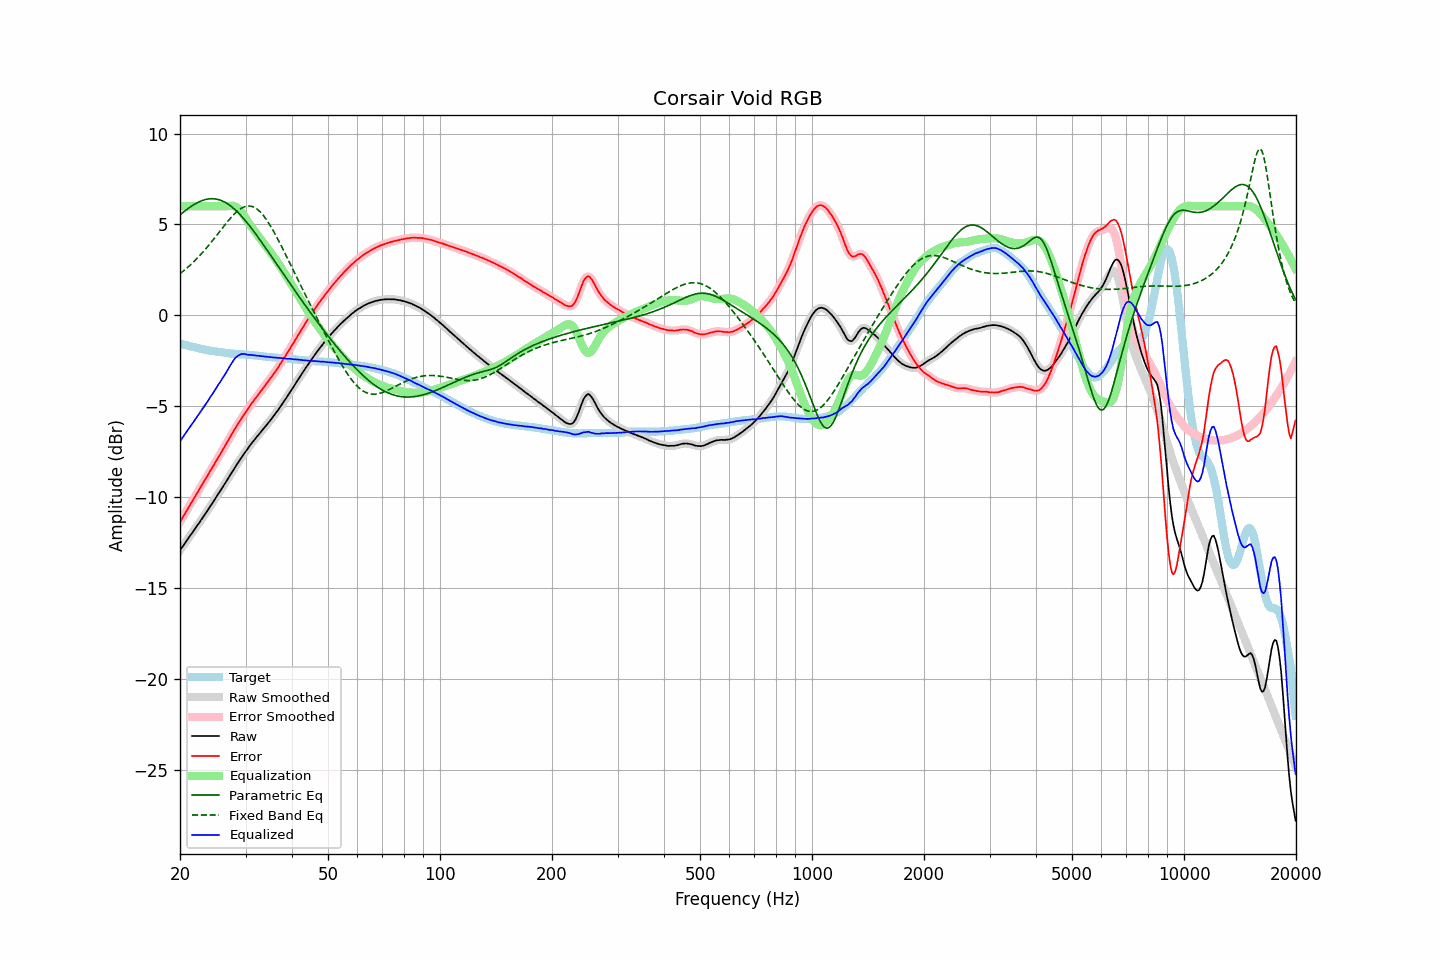 Corsair Void RGB
Amplitude (dBr)
10
5
0
−5
−10
−15
−20
−25
Target
Raw Smoothed
Error Smoothed
Raw
Error
Equalization
Parametric Eq
Fixed Band Eq
Equalized
20 50 100 200 500 1000 2000 5000 10000 20000
Frequency (Hz)